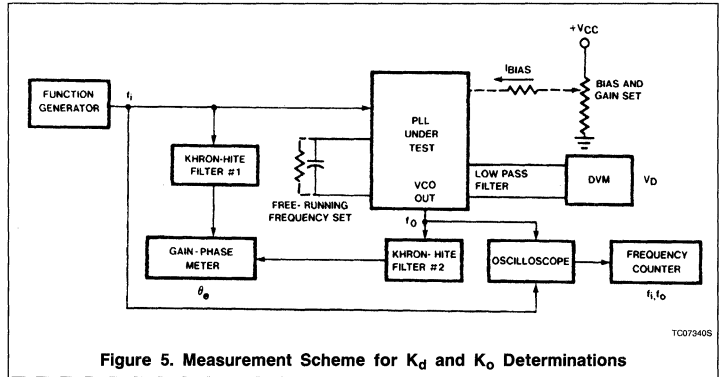 +VCC
IBIAS
BIAS AND
GAIN SET
FUNCTION
GENERATOR
fi
PLL
UNDER
TEST
VCO
OUT
KHRON-HITE
FILTER #1
FREE-RUNNING
FREQUENCY SET
LOW PASS
FILTER
DVM
VD
fo
GAIN-PHASE
METER
θe
KHRON-HITE
FILTER #2
OSCILLOSCOPE
FREQUENCY
COUNTER
fi,fo
TC07340S
Figure 5. Measurement Scheme for Kd and Ko Determinations